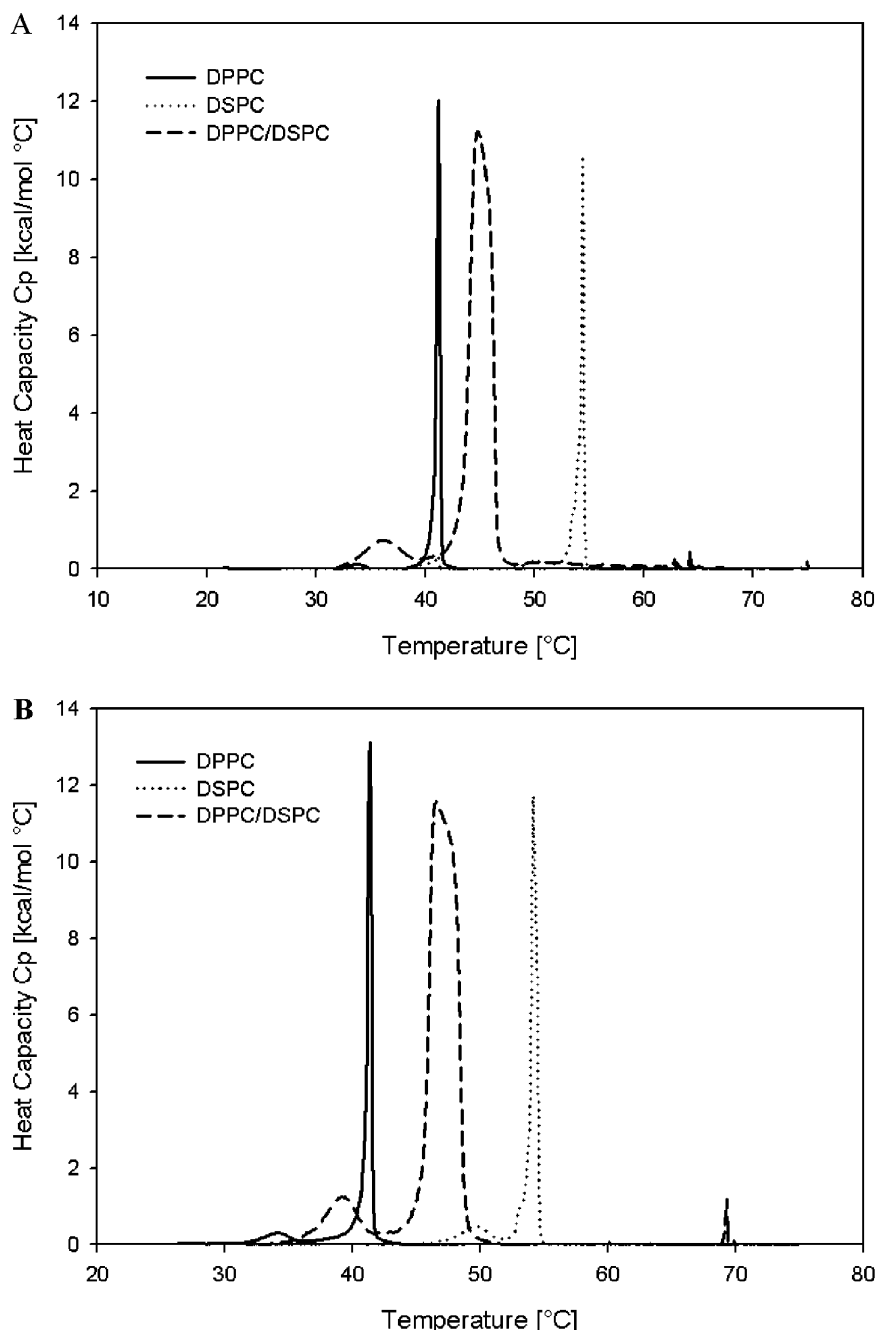 A
14
12
10
8
6
4
2
0
Heat Capacity Cp [kcal/mol °C]
DPPC
DSPC
DPPC/DSPC
10 20 30 40 50 60 70 80
Temperature [°C]
B
14
12
10
8
6
4
2
0
Heat Capacity Cp [kcal/mol °C]
DPPC
DSPC
DPPC/DSPC
20 30 40 50 60 70 80
Temperature [°C]